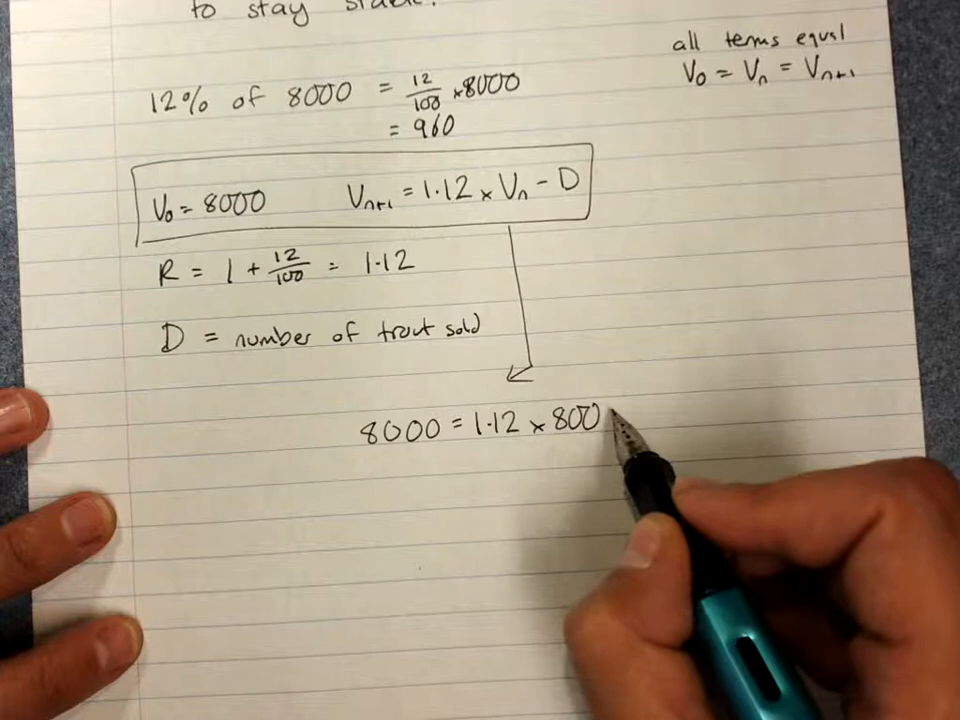 to stay
all terms equal
V₀ = Vₙ = Vₙ₊₁
12% of 8000 = 12/100 × 8000
= 960
V₀ = 8000 Vₙ₊₁ = 1·12 × Vₙ - D
R = 1 + 12/100 = 1·12
D = number of trout sold
8000 = 1·12 × 800